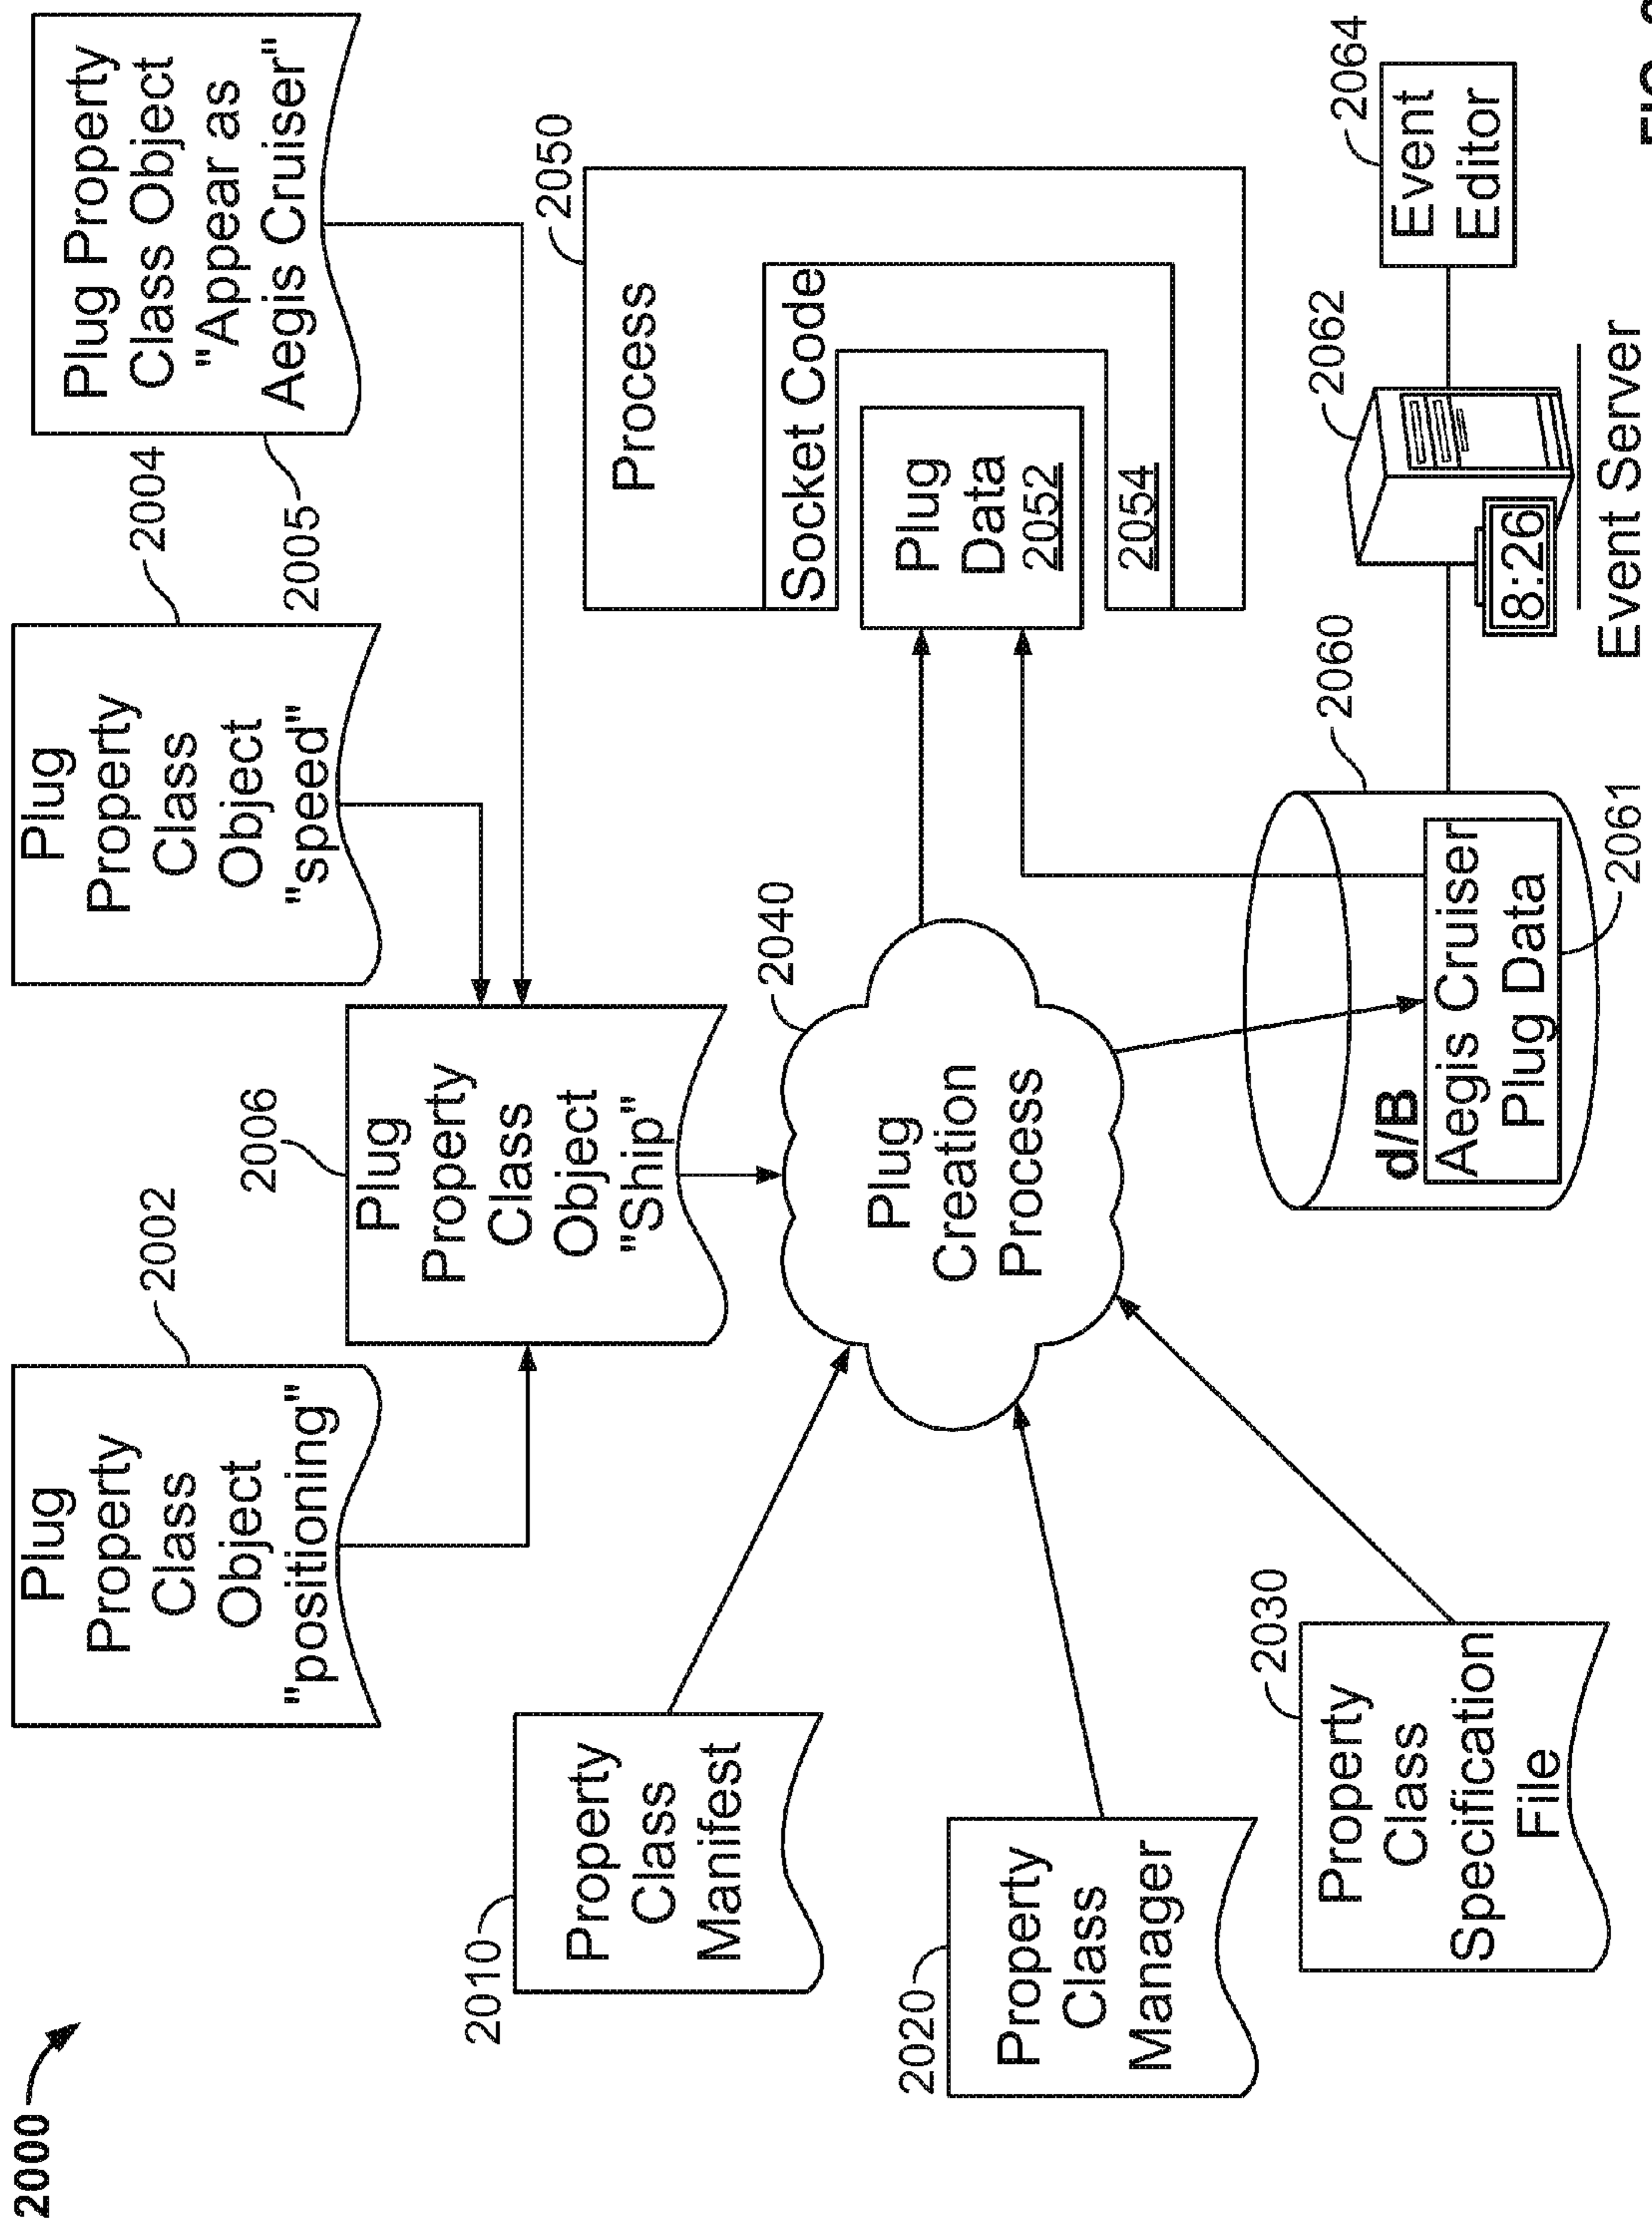 2000
Plug
Property
Class
Object
"positioning"
2002
Plug
Property
Class
Object
"speed"
2004
Plug Property
Class Object
"Appear as
Aegis Cruiser"
2005
2006
Plug
Property
Class
Object
"Ship"
2010
Property
Class
Manifest
2020
Property
Class
Manager
2030
Property
Class
Specification
File
2040
Plug
Creation
Process
2050
Process
Socket Code
Plug
Data
2052
2054
2060
d/B
Aegis Cruiser
Plug Data
2061
2062
8:26
Event Server
2064
Event
Editor